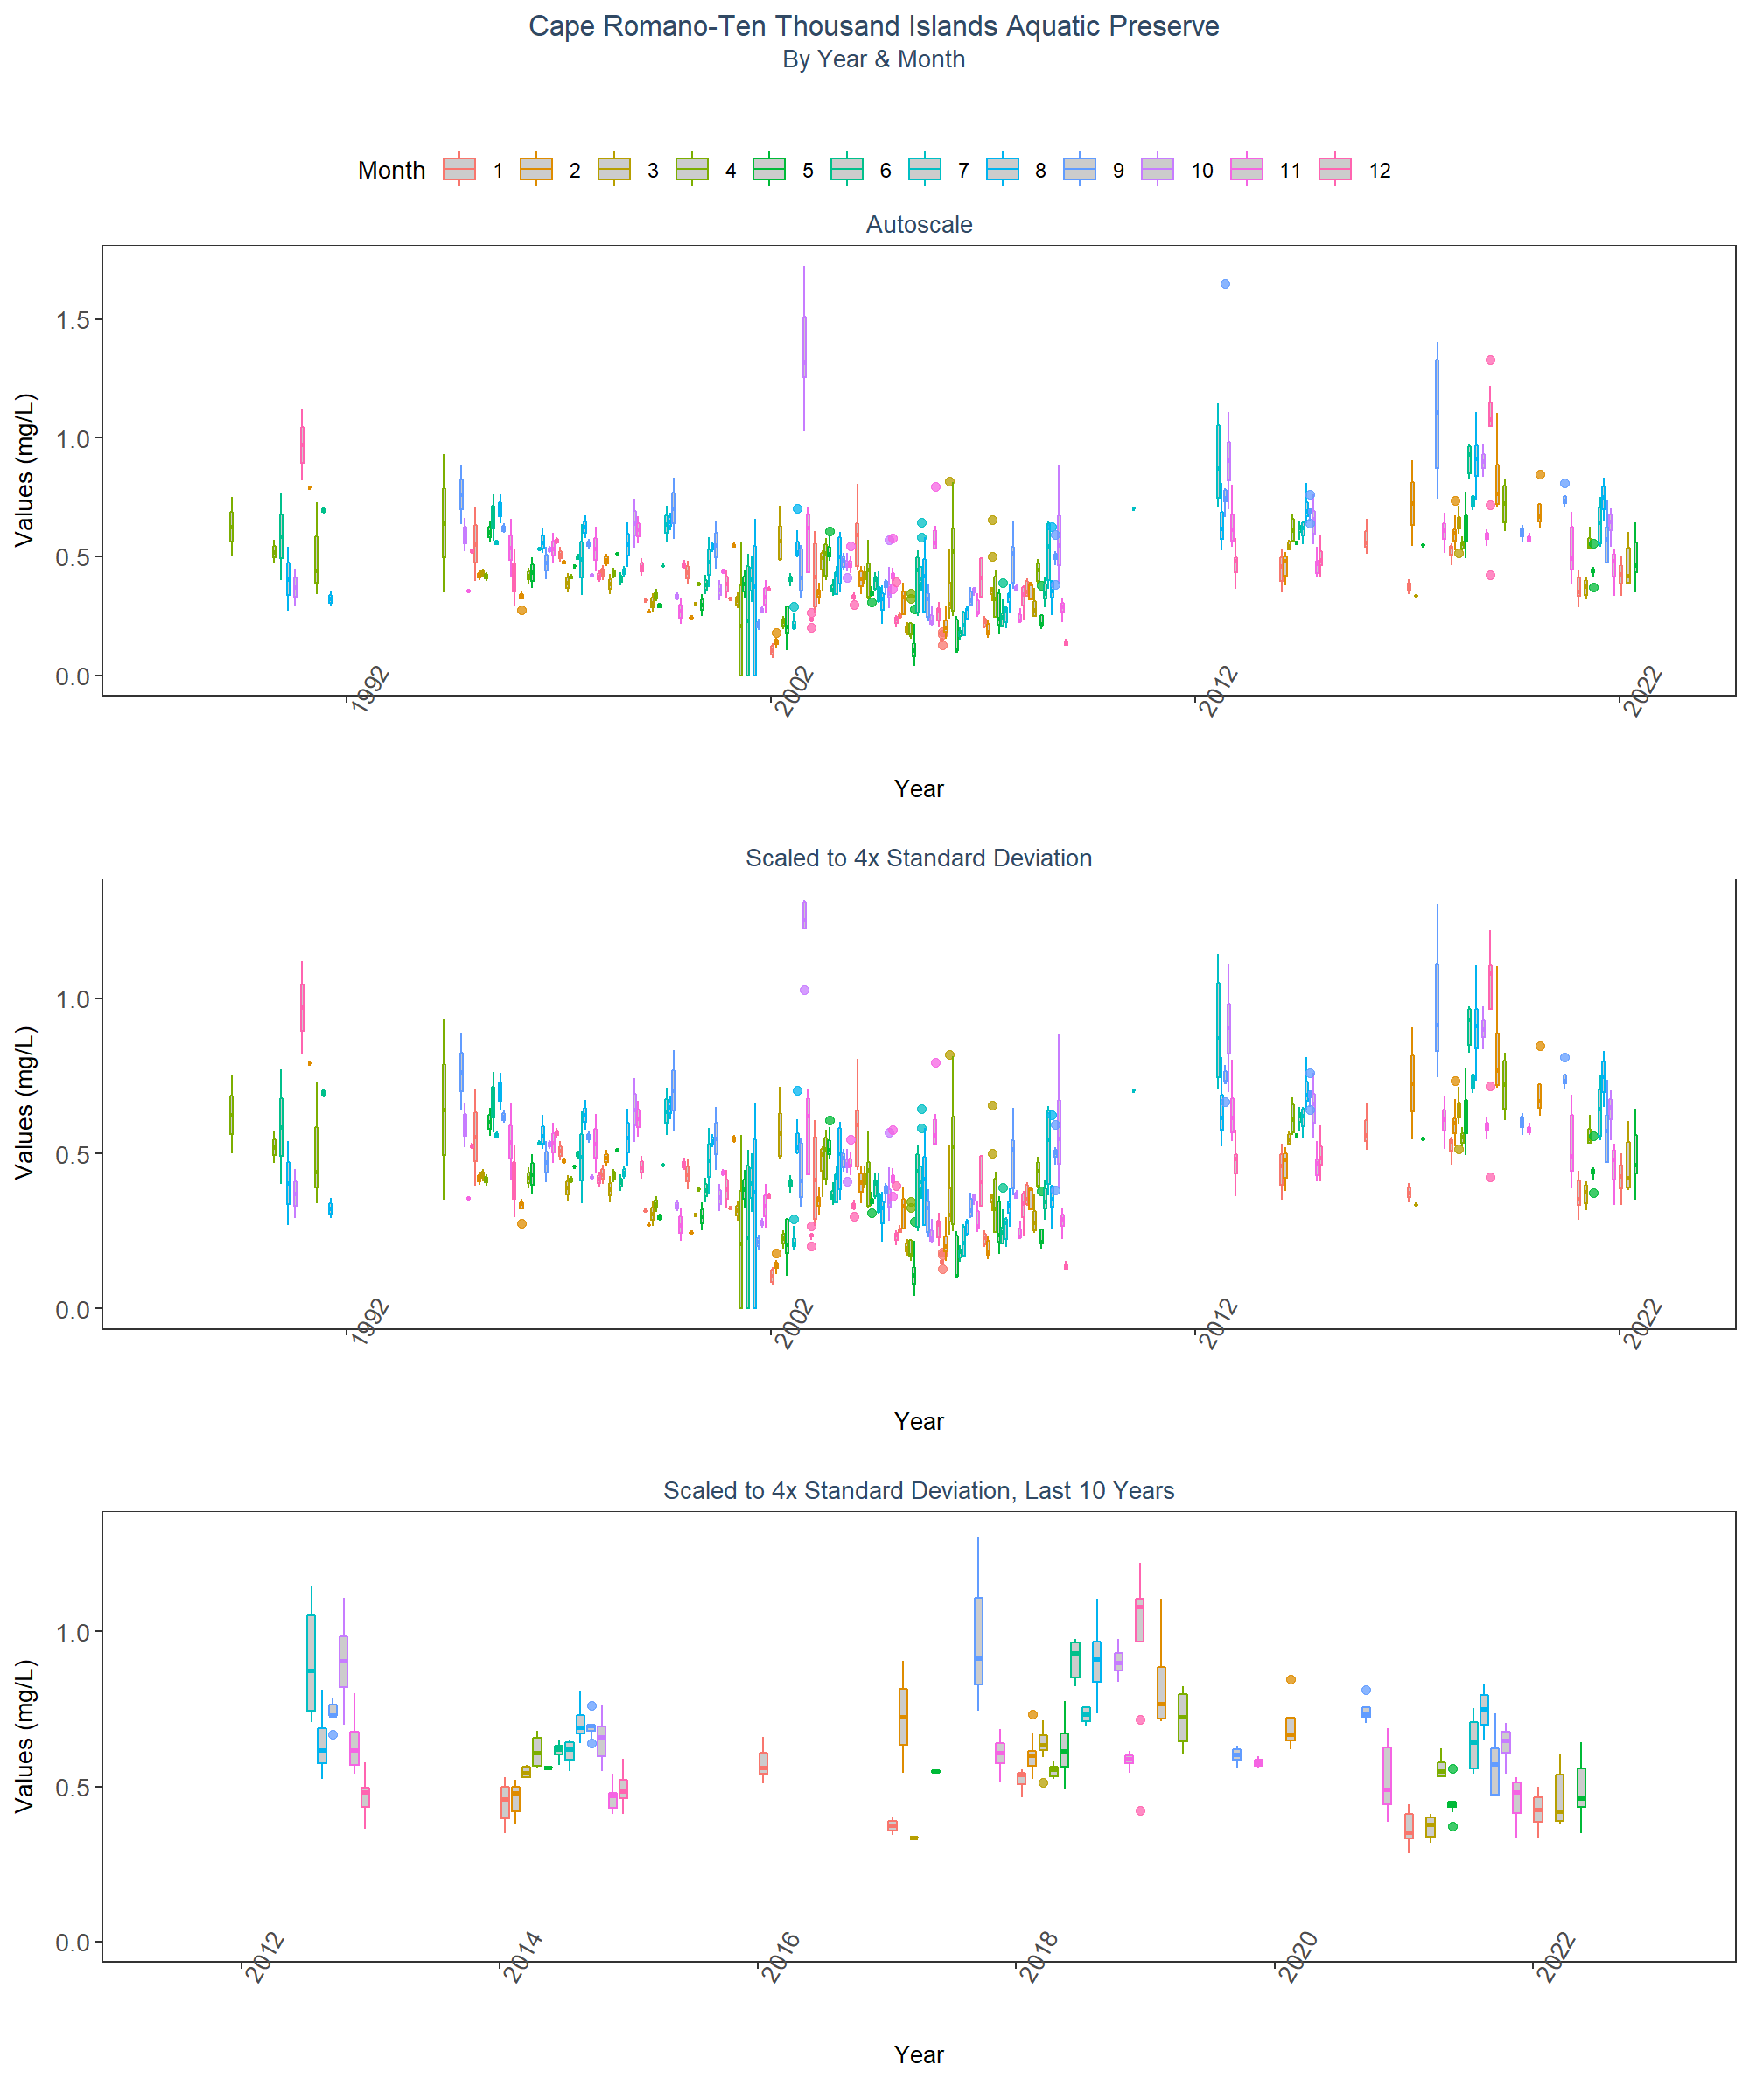 Cape Romano-Ten Thousand Islands Aquatic Preserve
By Year & Month
Month 1 2 3 4 5 6 7 8 9 10 11 12
Autoscale
Values (mg/L)
1.5
1.0
0.5
0.0
1992 2002 2012 2022
Year
Scaled to 4x Standard Deviation
Values (mg/L)
1.0
0.5
0.0
1992 2002 2012 2022
Year
Scaled to 4x Standard Deviation, Last 10 Years
Values (mg/L)
1.0
0.5
0.0
2012 2014 2016 2018 2020 2022
Year